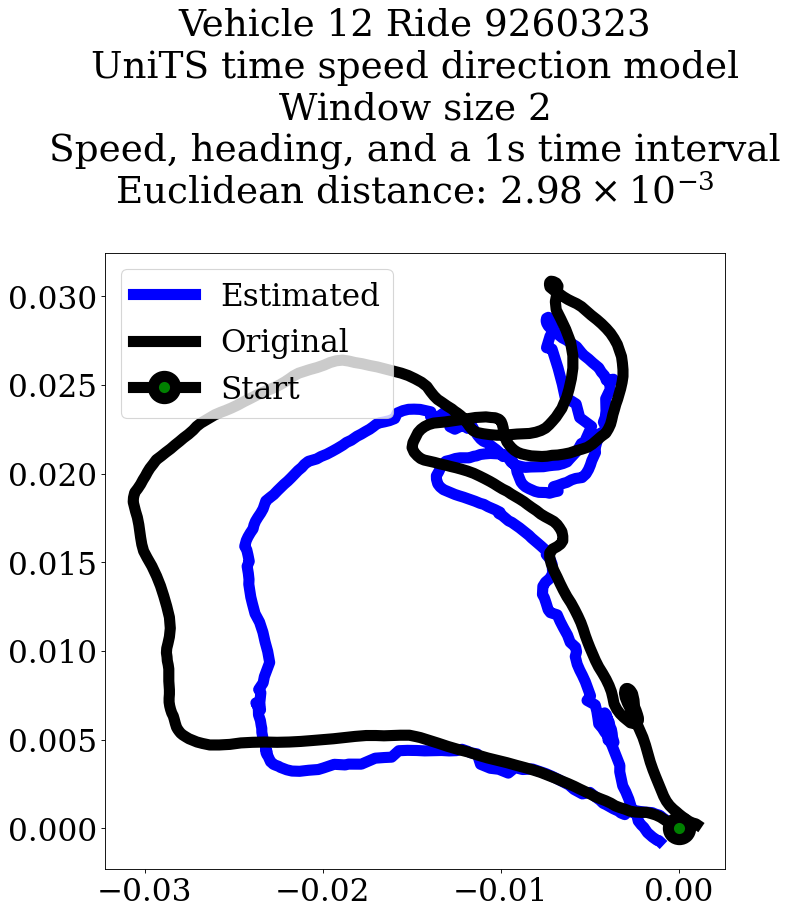 Vehicle 12 Ride 9260323
UniTS time speed direction model
Window size 2
Speed, heading, and a 1s time interval
Euclidean distance: 2.98 × 10⁻³
Estimated
Original
Start
0.030
0.025
0.020
0.015
0.010
0.005
0.000
−0.03 −0.02 −0.01 0.00